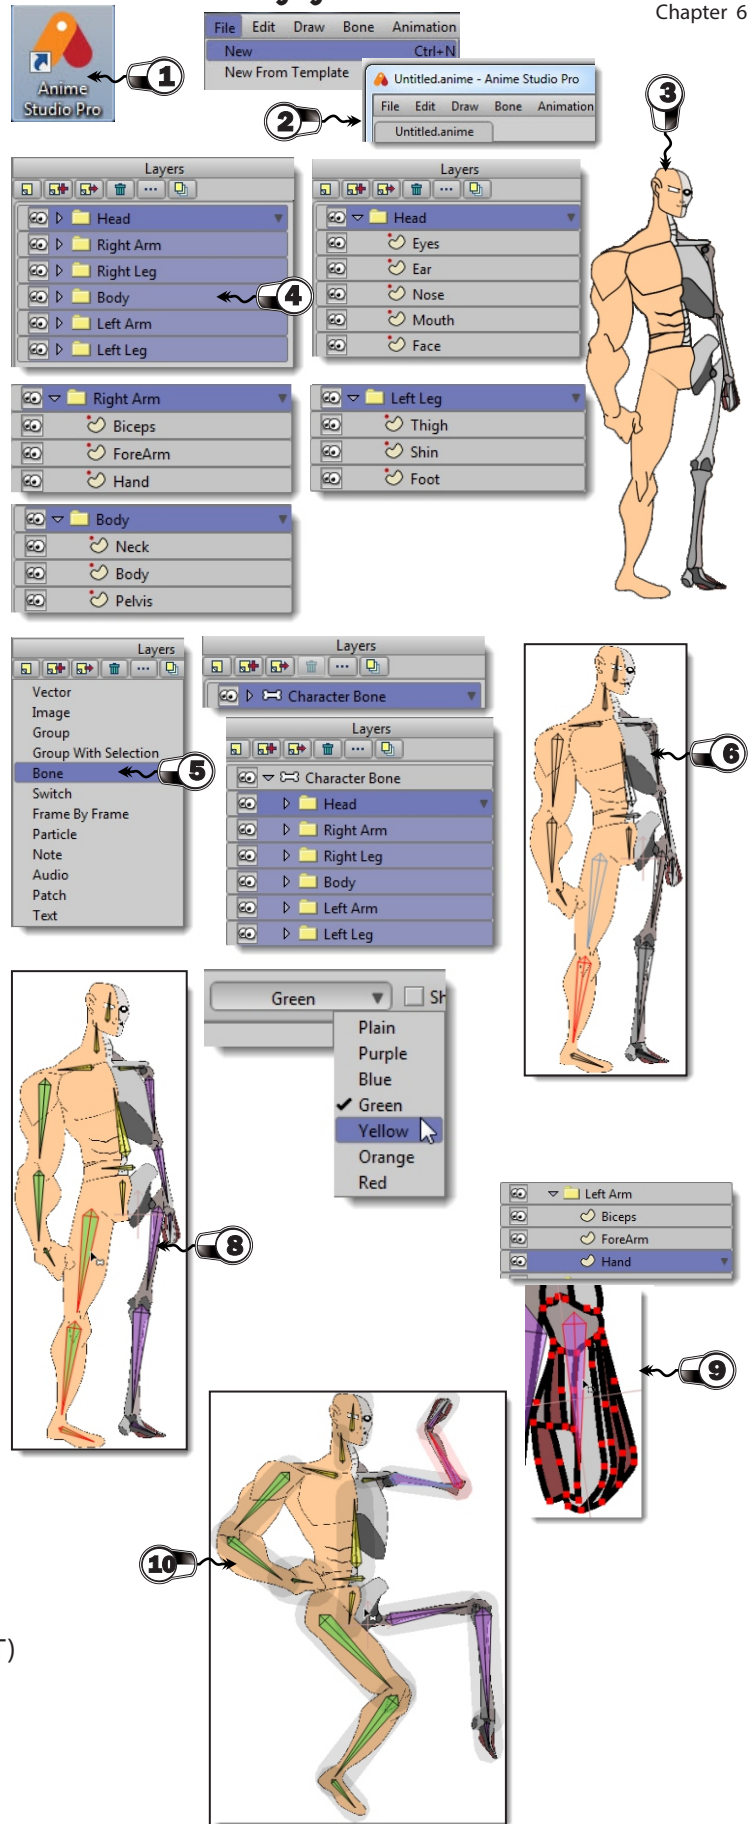 Chapter 6
File Edit Draw Bone Animation
New Ctrl+N
New From Template
Anime
Studio Pro
1
Untitled.anime - Anime Studio Pro
File Edit Draw Bone Animation
Untitled.anime
2
3
Layers
Head
Right Arm
Right Leg
Body
Left Arm
Left Leg
4
Layers
Head
Eyes
Ear
Nose
Mouth
Face
Right Arm
Biceps
ForeArm
Hand
Left Leg
Thigh
Shin
Foot
Body
Neck
Body
Pelvis
Layers
Vector
Image
Group
Group With Selection
Bone
Switch
Frame By Frame
Particle
Note
Audio
Patch
Text
5
Layers
Character Bone
Layers
Character Bone
Head
Right Arm
Right Leg
Body
Left Arm
Left Leg
6
Green Sh
Plain
Purple
Blue
Green
Yellow
Orange
Red
8
Left Arm
Biceps
ForeArm
Hand
9
10
T)